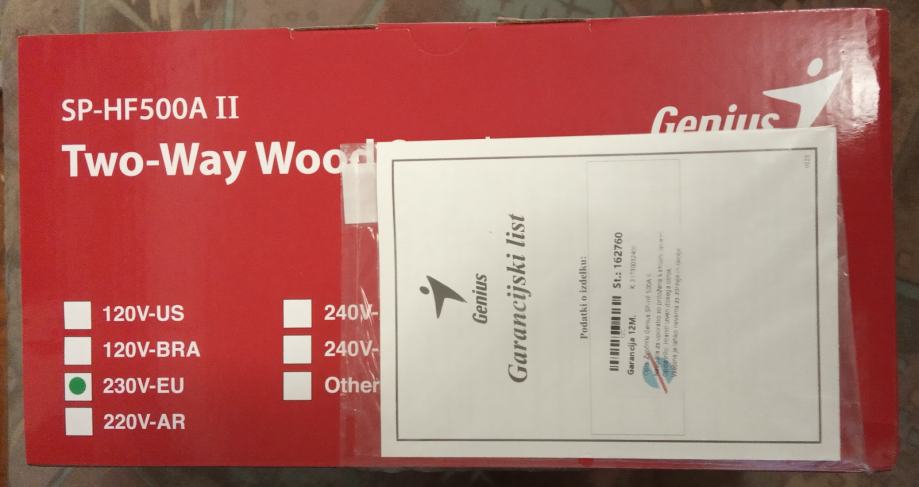 SP-HF500A II
Two-Way Wood
Genius
120V-US
120V-BRA
230V-EU
220V-AR
240V-
240V-
Other
Genius
Garancijski list
Podatki o izdelku:
St.: 162760
Garancija 12M.